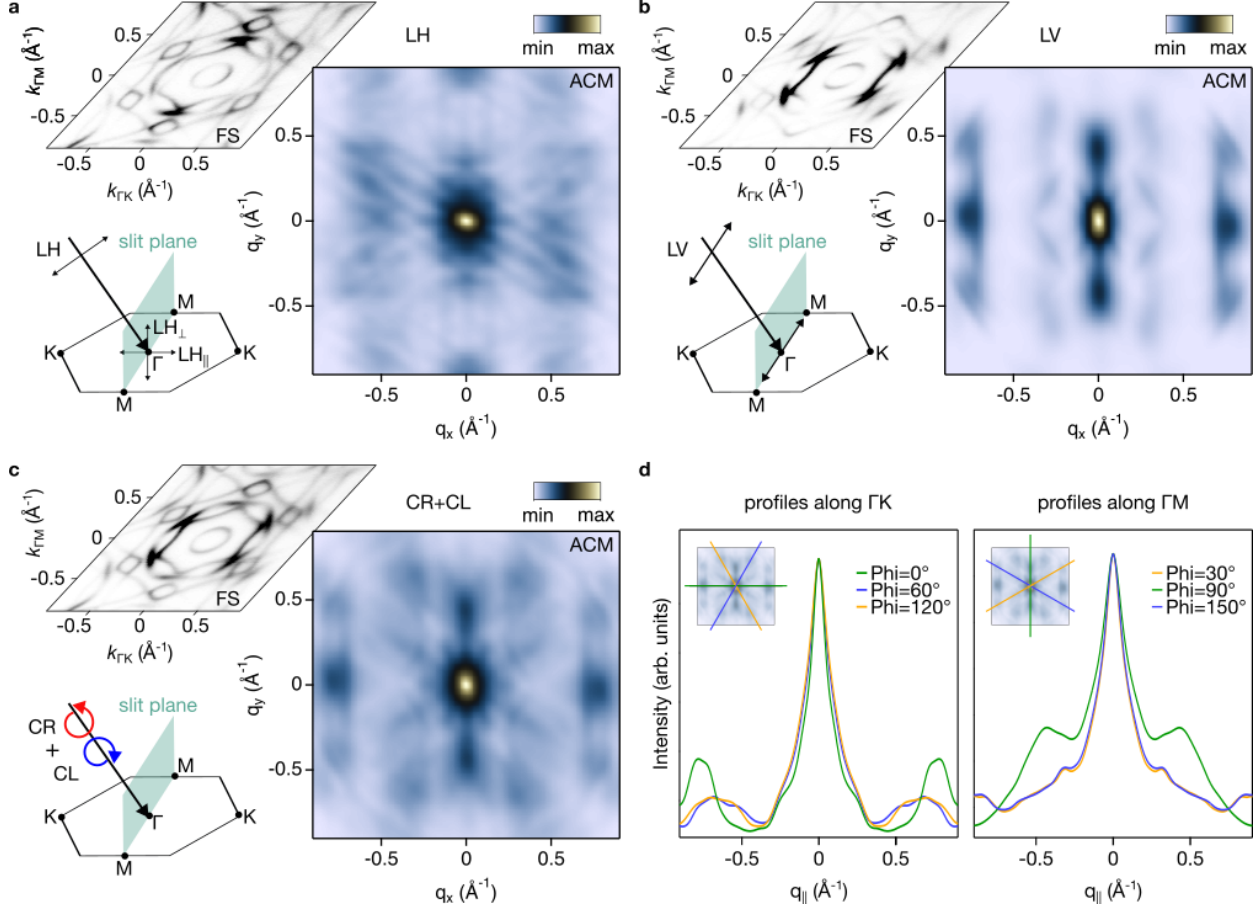 a
LH
min max
k_ΓM (Å⁻¹)
0.5
0
-0.5
FS
-0.5 0 0.5
k_ΓK (Å⁻¹)
ACM
q_y (Å⁻¹)
0.5
0
-0.5
-0.5 0 0.5
q_x (Å⁻¹)
LH
slit plane
M
LH⊥
K
LH∥
Γ
K
M
b
LV
min max
k_ΓM (Å⁻¹)
0.5
0
-0.5
FS
-0.5 0 0.5
k_ΓK (Å⁻¹)
ACM
q_y (Å⁻¹)
0.5
0
-0.5
-0.5 0 0.5
q_x (Å⁻¹)
LV
slit plane
M
K
Γ
K
M
c
CR+CL
min max
k_ΓM (Å⁻¹)
0.5
0
-0.5
FS
-0.5 0 0.5
k_ΓK (Å⁻¹)
ACM
q_y (Å⁻¹)
0.5
0
-0.5
-0.5 0 0.5
q_x (Å⁻¹)
slit plane
CR
+
CL
M
K
Γ
K
M
d
profiles along ΓK
Phi=0°
Phi=60°
Phi=120°
Intensity (arb. units)
-0.5 0 0.5
q∥ (Å⁻¹)
profiles along ΓM
Phi=30°
Phi=90°
Phi=150°
-0.5 0 0.5
q∥ (Å⁻¹)